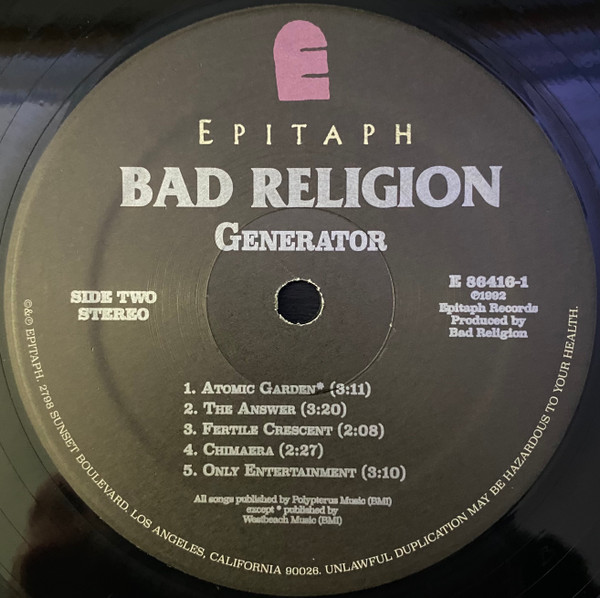 E
EPITAPH
BAD RELIGION
GENERATOR
SIDE TWO
STEREO
E 86416-1
℗1992
Epitaph Records
Produced by
Bad Religion
1. ATOMIC GARDEN* (3:11)
2. THE ANSWER (3:20)
3. FERTILE CRESCENT (2:08)
4. CHIMAERA (2:27)
5. ONLY ENTERTAINMENT (3:10)
All songs published by Polypterus Music (BMI)
except * published by
Westbeach Music (BMI)
©&℗ EPITAPH. 2798 SUNSET BOULEVARD, LOS ANGELES, CALIFORNIA 90026. UNLAWFUL DUPLICATION MAY BE HAZARDOUS TO YOUR HEALTH.